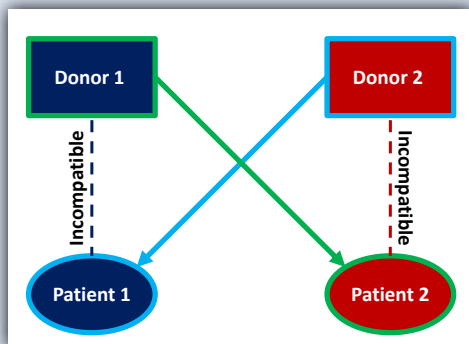 Donor 1
Donor 2
Incompatible
Incompatible
Patient 1
Patient 2